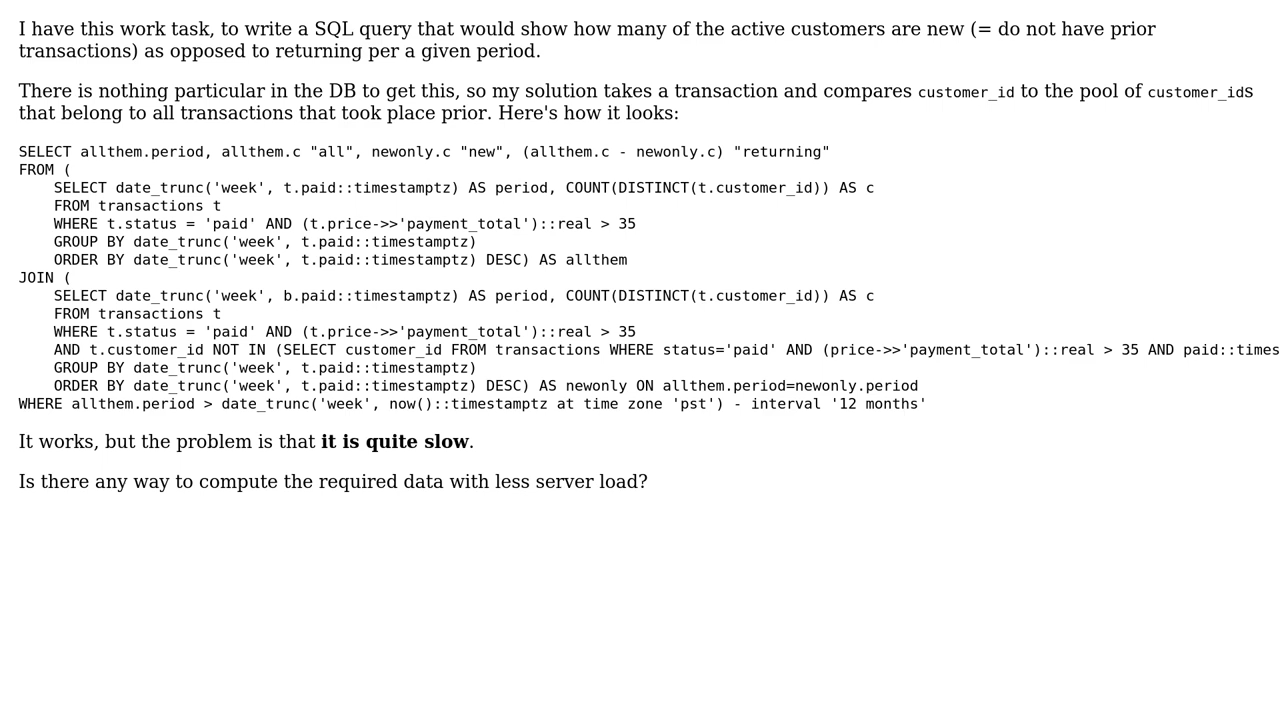 I have this work task, to write a SQL query that would show how many of the active customers are new (= do not have prior
transactions) as opposed to returning per a given period.
There is nothing particular in the DB to get this, so my solution takes a transaction and compares customer_id to the pool of customer_ids
that belong to all transactions that took place prior. Here's how it looks:
SELECT allthem.period, allthem.c "all", newonly.c "new", (allthem.c - newonly.c) "returning"
FROM (
    SELECT date_trunc('week', t.paid::timestamptz) AS period, COUNT(DISTINCT(t.customer_id)) AS c
    FROM transactions t
    WHERE t.status = 'paid' AND (t.price->>'payment_total')::real > 35
    GROUP BY date_trunc('week', t.paid::timestamptz)
    ORDER BY date_trunc('week', t.paid::timestamptz) DESC) AS allthem
JOIN (
    SELECT date_trunc('week', b.paid::timestamptz) AS period, COUNT(DISTINCT(t.customer_id)) AS c
    FROM transactions t
    WHERE t.status = 'paid' AND (t.price->>'payment_total')::real > 35
    AND t.customer_id NOT IN (SELECT customer_id FROM transactions WHERE status='paid' AND (price->>'payment_total')::real > 35 AND paid::times
    GROUP BY date_trunc('week', t.paid::timestamptz)
    ORDER BY date_trunc('week', t.paid::timestamptz) DESC) AS newonly ON allthem.period=newonly.period
WHERE allthem.period > date_trunc('week', now()::timestamptz at time zone 'pst') - interval '12 months'
It works, but the problem is that it is quite slow.
Is there any way to compute the required data with less server load?